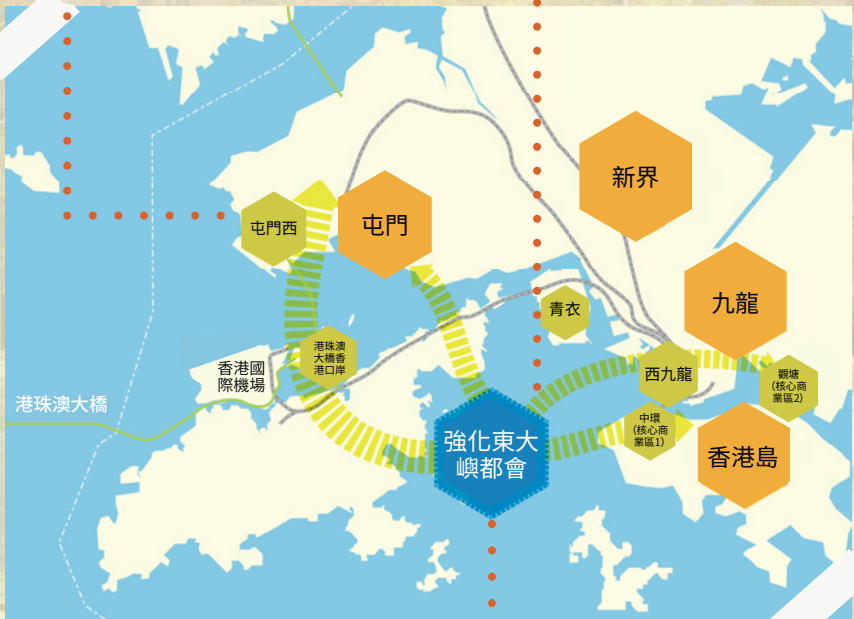 新界
屯門西
屯門
九龍
青衣
港珠澳
大橋香
港口岸
香港國
際機場
西九龍
觀塘
(核心商
業區2)
港珠澳大橋
中環
(核心商
業區1)
強化東大
嶼都會
香港島